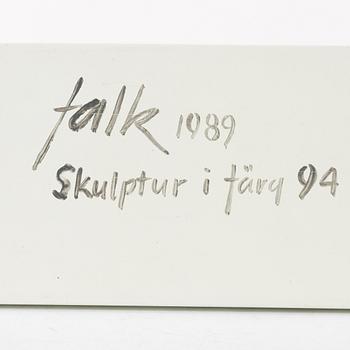 falk 1989
Skulptur i färg 94